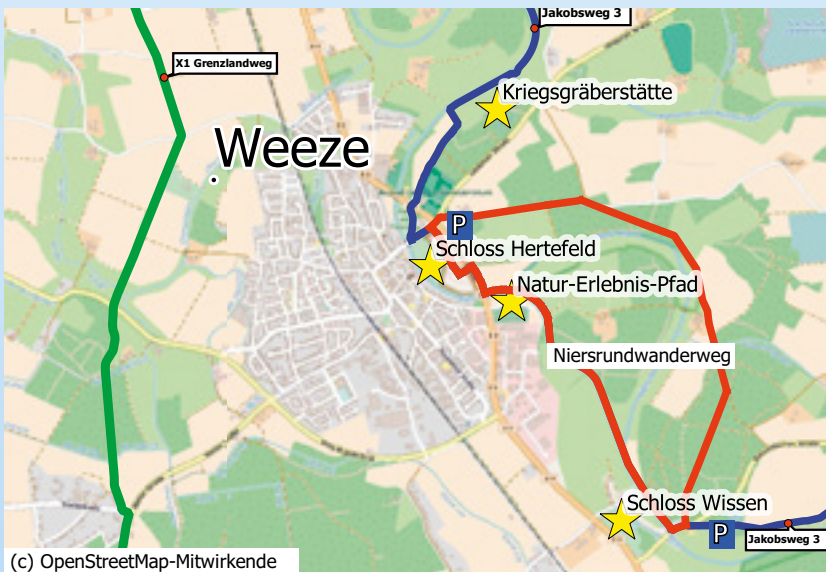 Jakobsweg 3
X1 Grenzlandweg
Kriegsgräberstätte
Weeze
P
Schloss Hertefeld
Natur-Erlebnis-Pfad
Niersrundwanderweg
Schloss Wissen
P
Jakobsweg 3
(c) OpenStreetMap-Mitwirkende